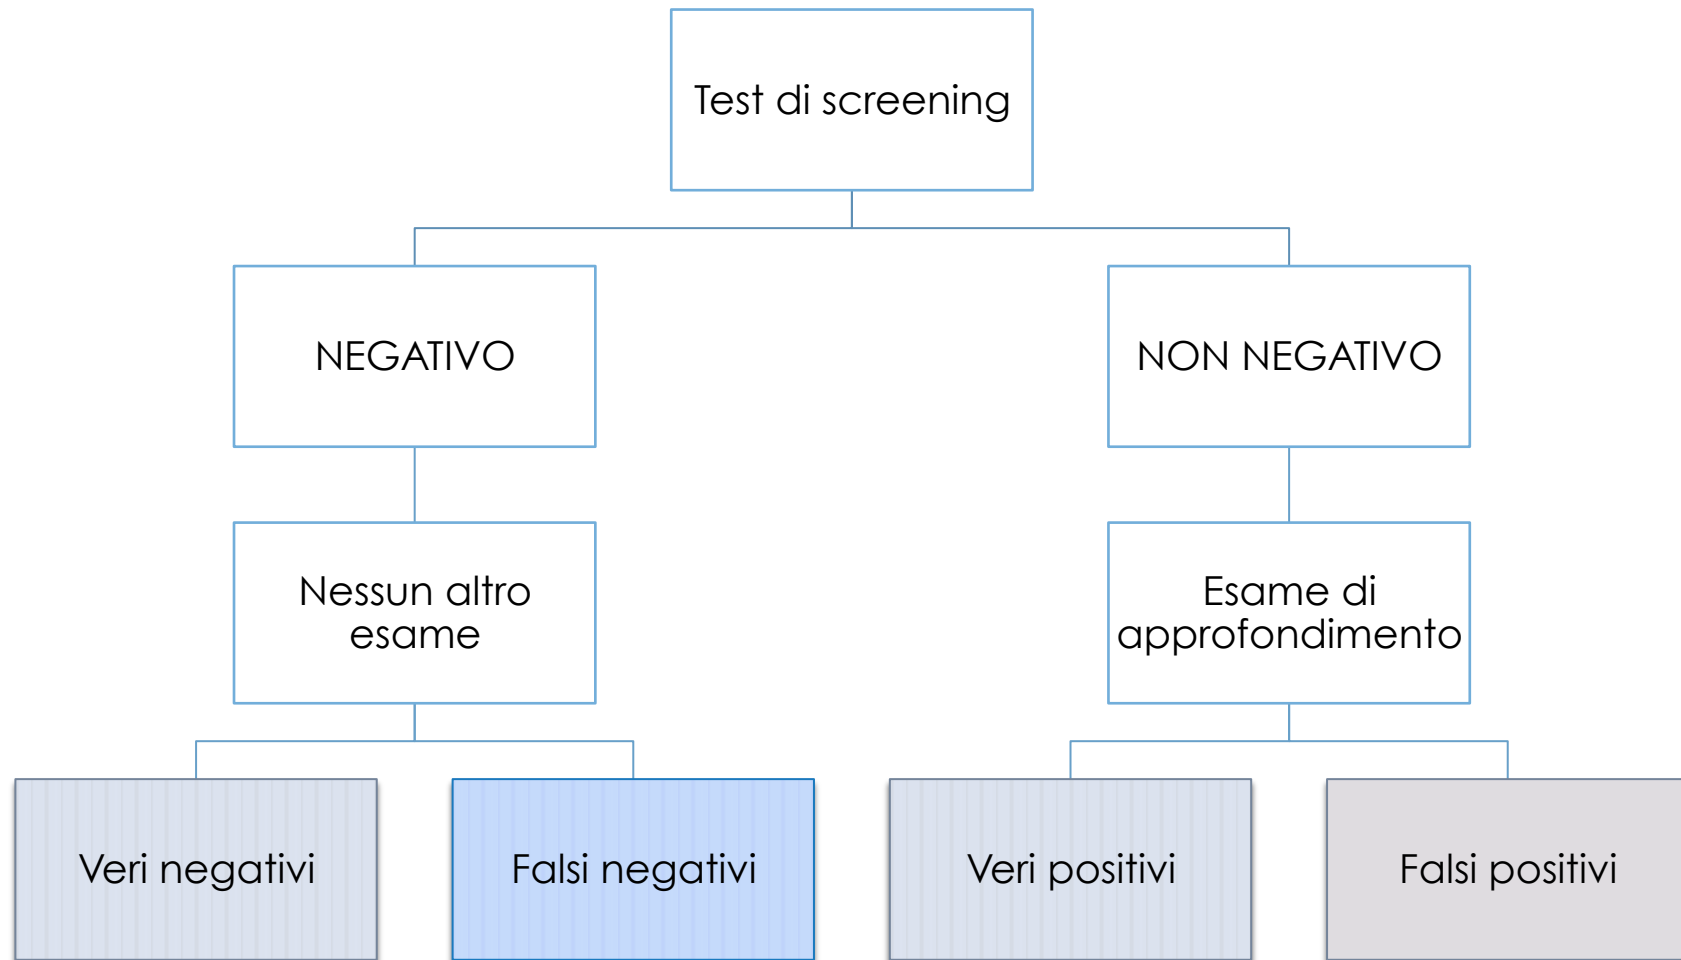 Test di screening
NEGATIVO
NON NEGATIVO
Nessun altro
esame
Esame di
approfondimento
Veri negativi
Falsi negativi
Veri positivi
Falsi positivi